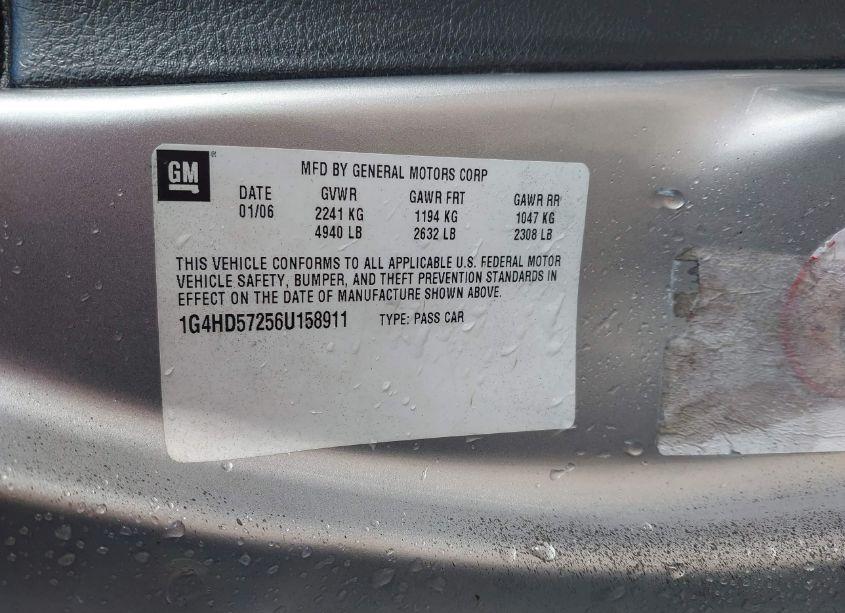 GM
MFD BY GENERAL MOTORS CORP
DATE GVWR GAWR FRT GAWR RR
01/06 2241 KG 1194 KG 1047 KG
4940 LB 2632 LB 2308 LB
THIS VEHICLE CONFORMS TO ALL APPLICABLE U.S. FEDERAL MOTOR
VEHICLE SAFETY, BUMPER, AND THEFT PREVENTION STANDARDS IN
EFFECT ON THE DATE OF MANUFACTURE SHOWN ABOVE.
1G4HD57256U158911 TYPE: PASS CAR